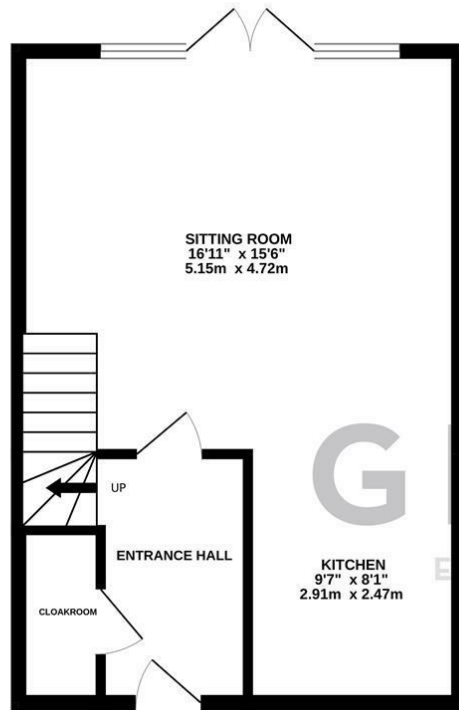 SITTING ROOM
16'11" x 15'6"
5.15m x 4.72m
UP
ENTRANCE HALL
CLOAKROOM
KITCHEN
9'7" x 8'1"
2.91m x 2.47m
G
E